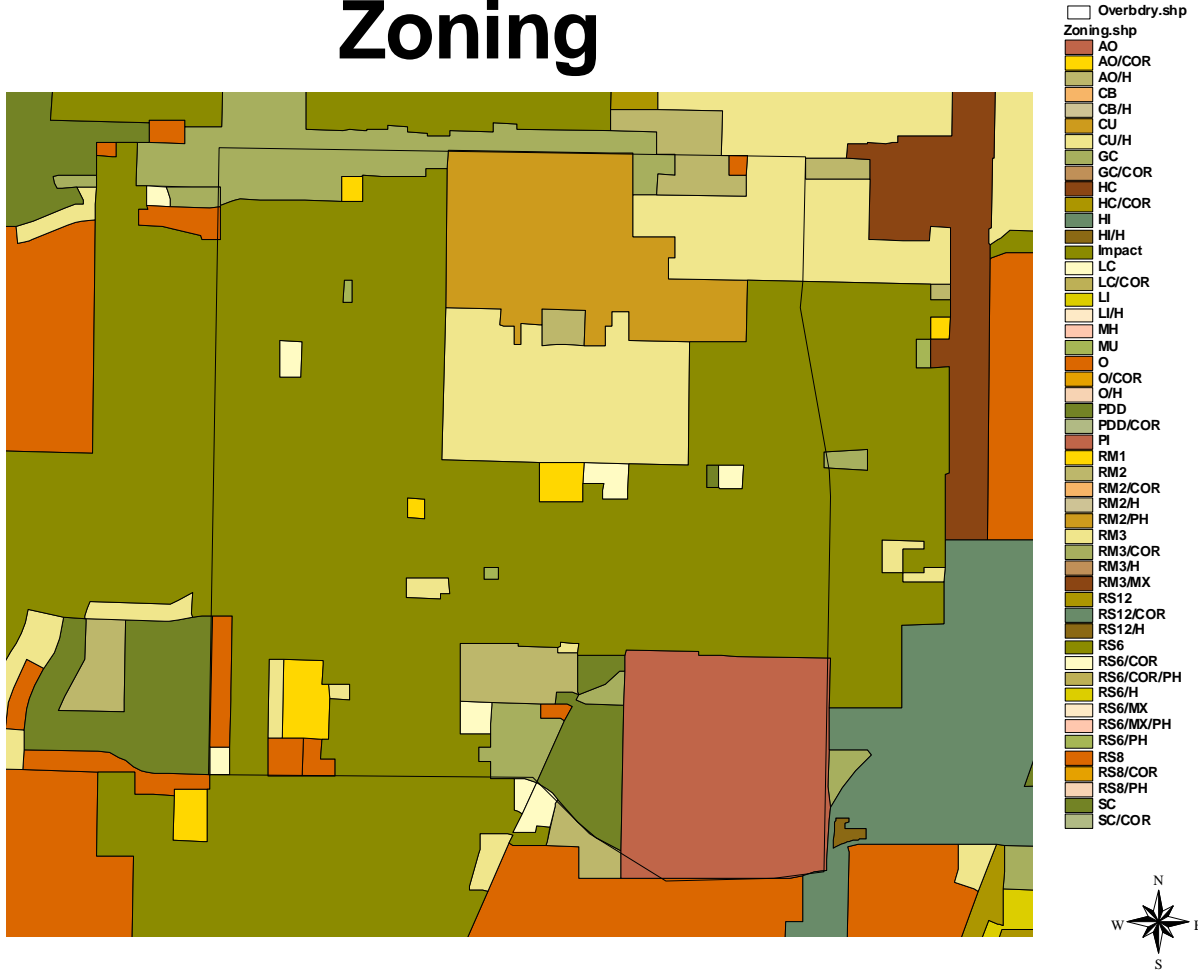 Zoning
Overbdry.shp
Zoning.shp
AO
AO/COR
AO/H
CB
CB/H
CU
CU/H
GC
GC/COR
HC
HC/COR
HI
HI/H
Impact
LC
LC/COR
LI
LI/H
MH
MU
O
O/COR
O/H
PDD
PDD/COR
PI
RM1
RM2
RM2/COR
RM2/H
RM2/PH
RM3
RM3/COR
RM3/H
RM3/MX
RS12
RS12/COR
RS12/H
RS6
RS6/COR
RS6/COR/PH
RS6/H
RS6/MX
RS6/MX/PH
RS6/PH
RS8
RS8/COR
RS8/PH
SC
SC/COR
N
W E
S